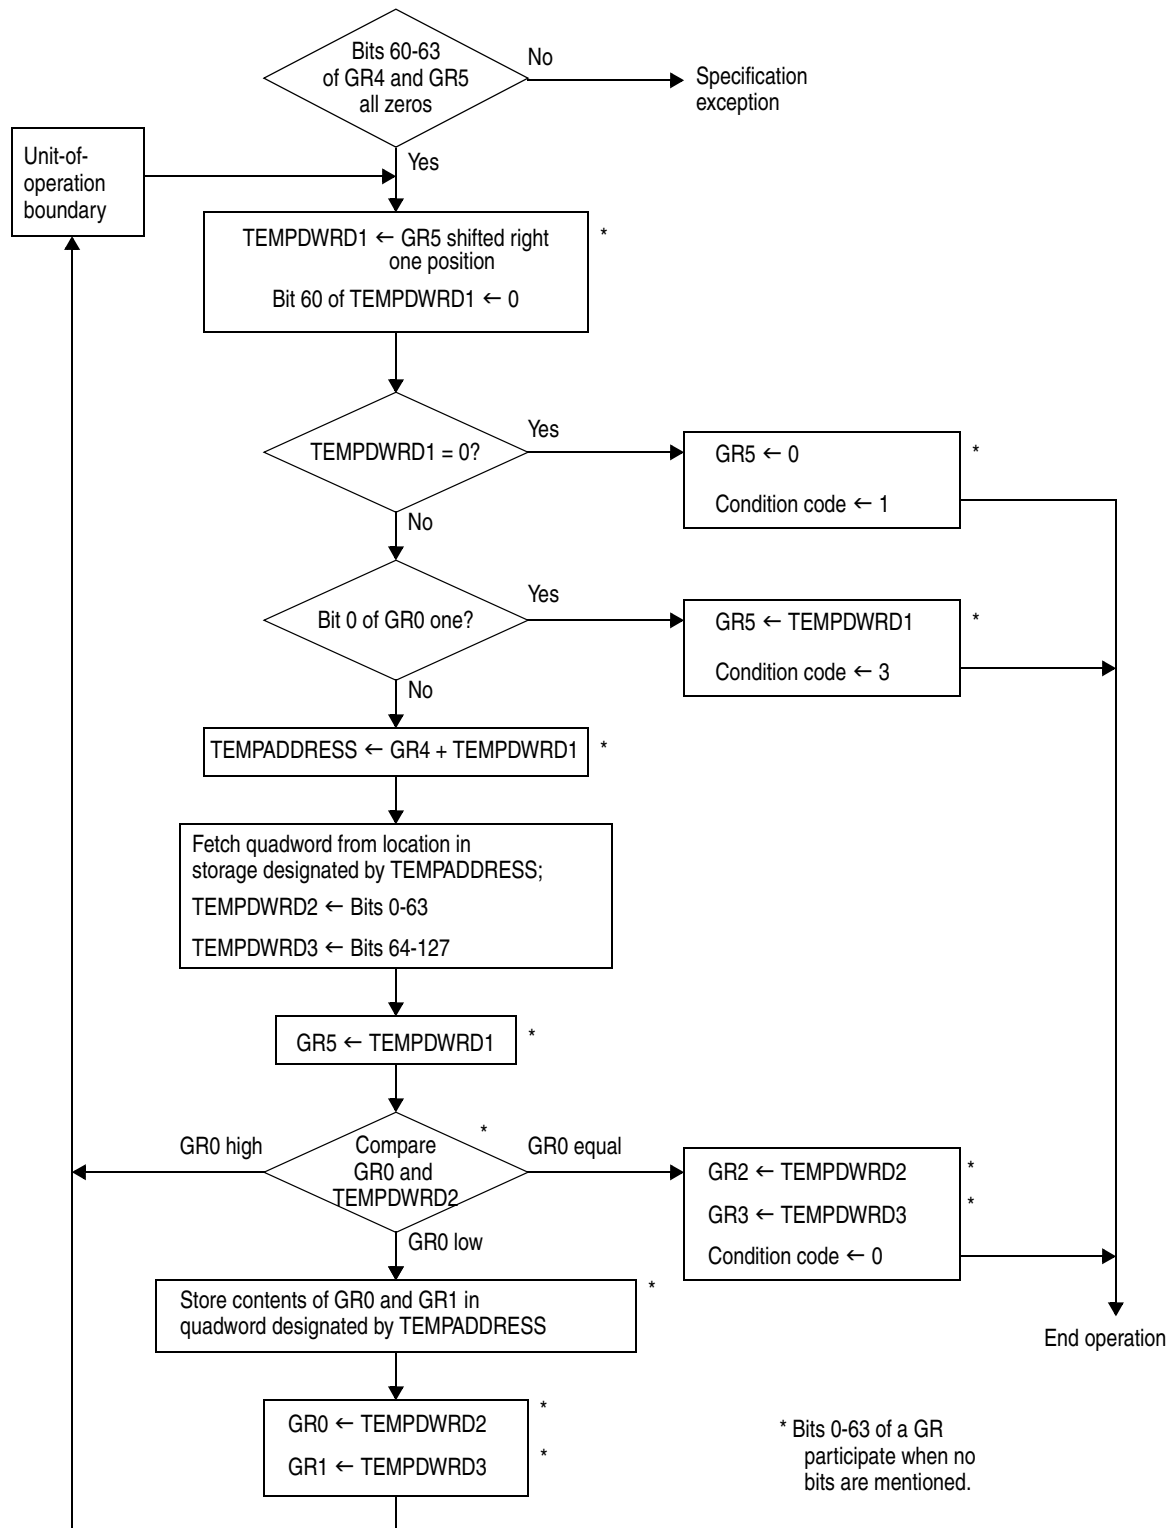 Bits 60-63
of GR4 and GR5
all zeros
No
Specification
exception
Yes
Unit-of-
operation
boundary
TEMPDWRD1 ← GR5 shifted right
one position
*
Bit 60 of TEMPDWRD1 ← 0
TEMPDWRD1 = 0?
Yes
GR5 ← 0
*
Condition code ← 1
No
Bit 0 of GR0 one?
Yes
GR5 ← TEMPDWRD1
*
Condition code ← 3
No
TEMPADDRESS ← GR4 + TEMPDWRD1
*
Fetch quadword from location in
storage designated by TEMPADDRESS;
TEMPDWRD2 ← Bits 0-63
TEMPDWRD3 ← Bits 64-127
GR5 ← TEMPDWRD1
*
GR0 high
Compare
GR0 and
TEMPDWRD2
*
GR0 equal
GR2 ← TEMPDWRD2
*
GR3 ← TEMPDWRD3
*
Condition code ← 0
GR0 low
Store contents of GR0 and GR1 in
quadword designated by TEMPADDRESS
*
End operation
GR0 ← TEMPDWRD2
*
GR1 ← TEMPDWRD3
*
* Bits 0-63 of a GR
participate when no
bits are mentioned.